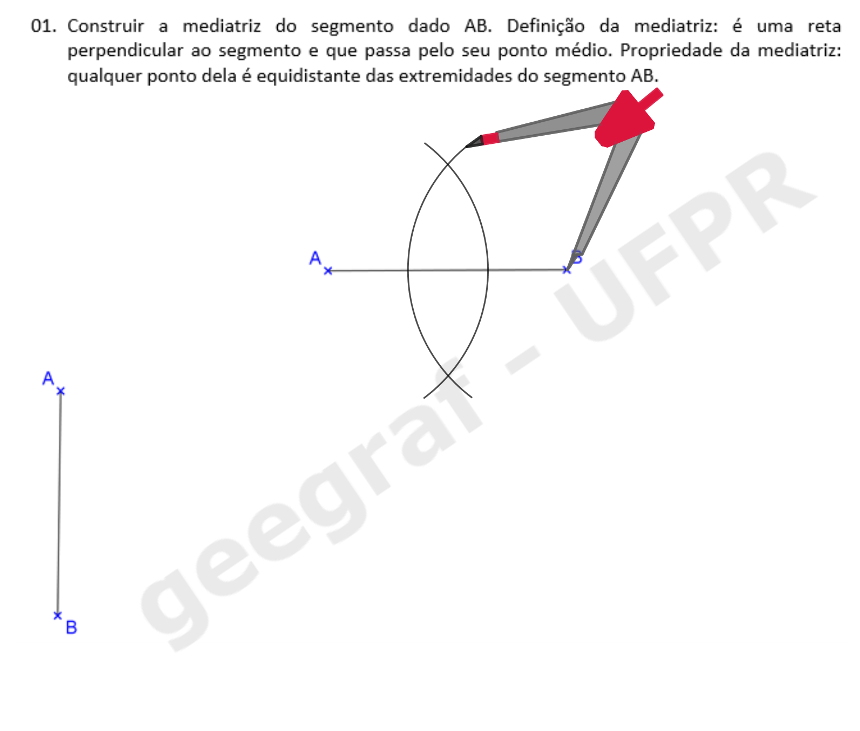 01. Construir a mediatriz do segmento dado AB. Definição da mediatriz: é uma reta
perpendicular ao segmento e que passa pelo seu ponto médio. Propriedade da mediatriz:
qualquer ponto dela é equidistante das extremidades do segmento AB.
A
B
A
B
geegraf - UFPR